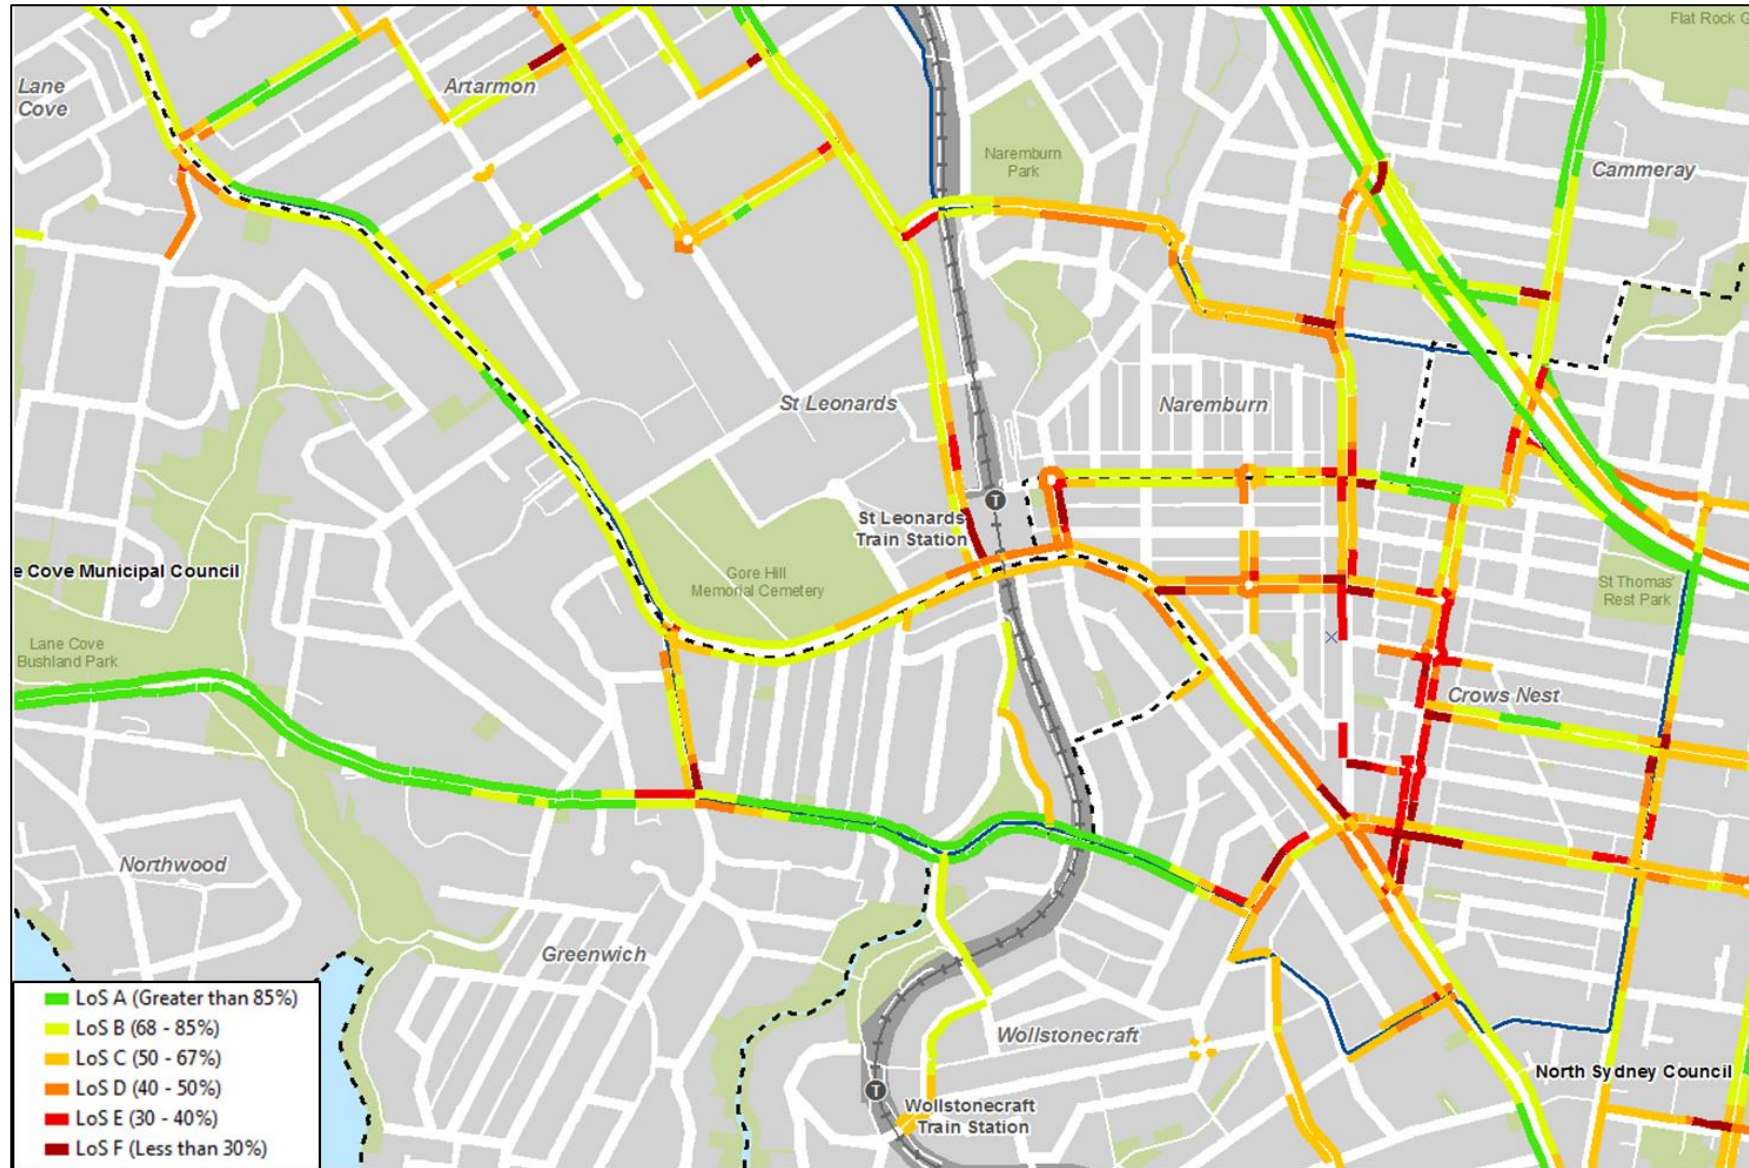 Flat Rock G
Lane
Cove
Artarmon
Naremburn
Park
Cammeray
St Leonards
Naremburn
T
St Leonards
Train Station
e Cove Municipal Council
Gore Hill
Memorial Cemetery
St Thomas'
Rest Park
Lane Cove
Bushland Park
Crows Nest
Northwood
Greenwich
LoS A (Greater than 85%)
LoS B (68 - 85%)
LoS C (50 - 67%)
LoS D (40 - 50%)
LoS E (30 - 40%)
LoS F (Less than 30%)
Wollstonecraft
North Sydney Council
T
Wollstonecraft
Train Station